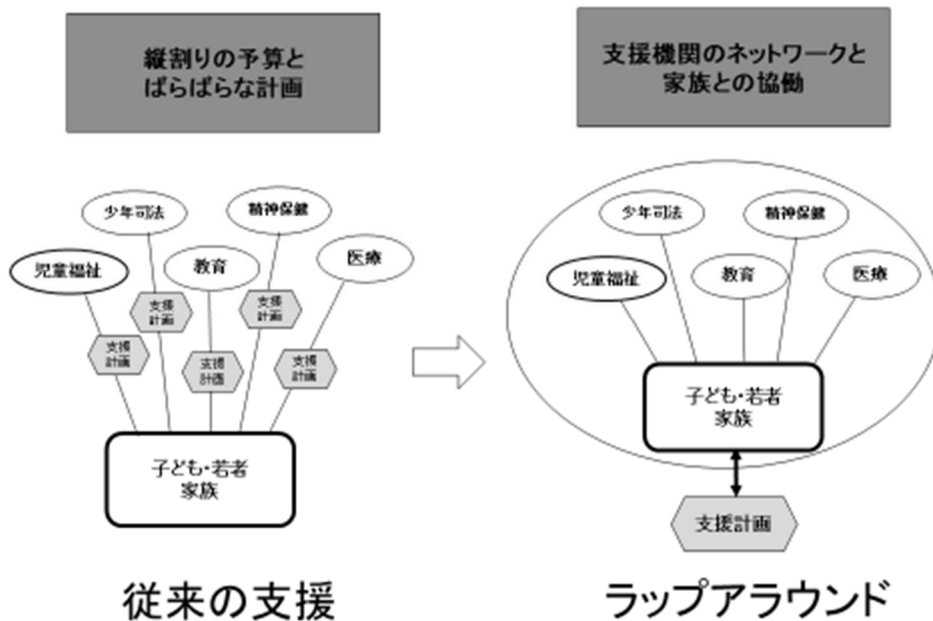 縦割りの予算と
ばらばらな計画
少年司法
精神保健
児童福祉
教育
医療
支援
計画
支援
計画
支援
計画
支援
計画
支援
計画
子ども・若者
家族
従来の支援
支援機関のネットワークと
家族との協働
少年司法
精神保健
児童福祉
教育
医療
子ども・若者
家族
支援計画
ラップアラウンド